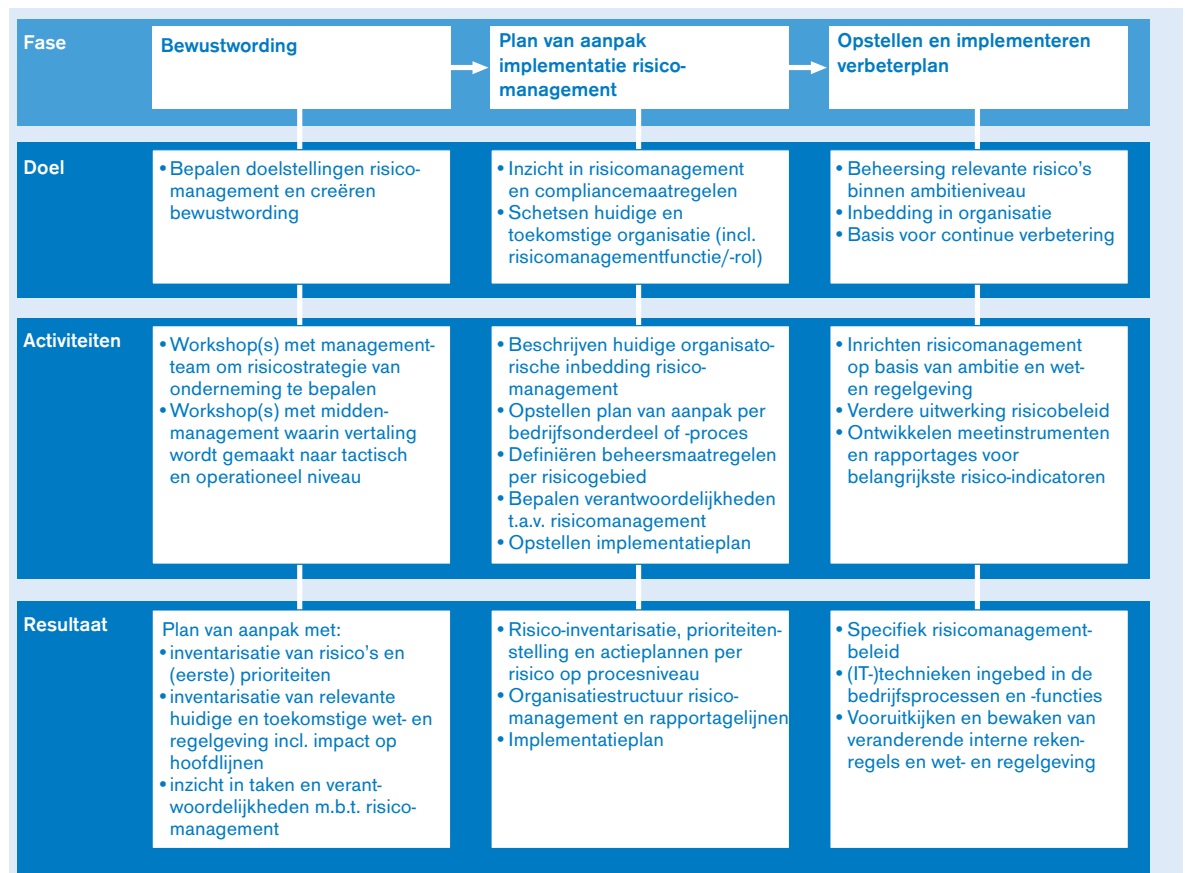 Fase
Bewustwording
Plan van aanpak
implementatie risico-
management
Opstellen en implementeren
verbeterplan
Doel
• Bepalen doelstellingen risico-
management en creëren
bewustwording
• Inzicht in risicomanagement
en compliancemaatregelen
• Schetsen huidige en
toekomstige organisatie (incl.
risicomanagementfunctie/-rol)
• Beheersing relevante risico's
binnen ambitieniveau
• Inbedding in organisatie
• Basis voor continue verbetering
Activiteiten
• Workshop(s) met management-
team om risicostrategie van
onderneming te bepalen
• Workshop(s) met midden-
management waarin vertaling
wordt gemaakt naar tactisch
en operationeel niveau
• Beschrijven huidige organisato-
rische inbedding risico-
management
• Opstellen plan van aanpak per
bedrijfsonderdeel of -proces
• Definiëren beheersmaatregelen
per risicogebied
• Bepalen verantwoordelijkheden
t.a.v. risicomanagement
• Opstellen implementatieplan
• Inrichten risicomanagement
op basis van ambitie en wet-
en regelgeving
• Verdere uitwerking risicobeleid
• Ontwikkelen meetinstrumenten
en rapportages voor
belangrijkste risico-indicatoren
Resultaat
Plan van aanpak met:
• inventarisatie van risico's en
(eerste) prioriteiten
• inventarisatie van relevante
huidige en toekomstige wet- en
regelgeving incl. impact op
hoofdlijnen
• inzicht in taken en verant-
woordelijkheden m.b.t. risico-
management
• Risico-inventarisatie, prioriteiten-
stelling en actieplannen per
risico op procesniveau
• Organisatiestructuur risico-
management en rapportagelijnen
• Implementatieplan
• Specifiek risicomanagement-
beleid
• (IT-)technieken ingebed in de
bedrijfsprocessen en -functies
• Vooruitkijken en bewaken van
veranderende interne reken-
regels en wet- en regelgeving